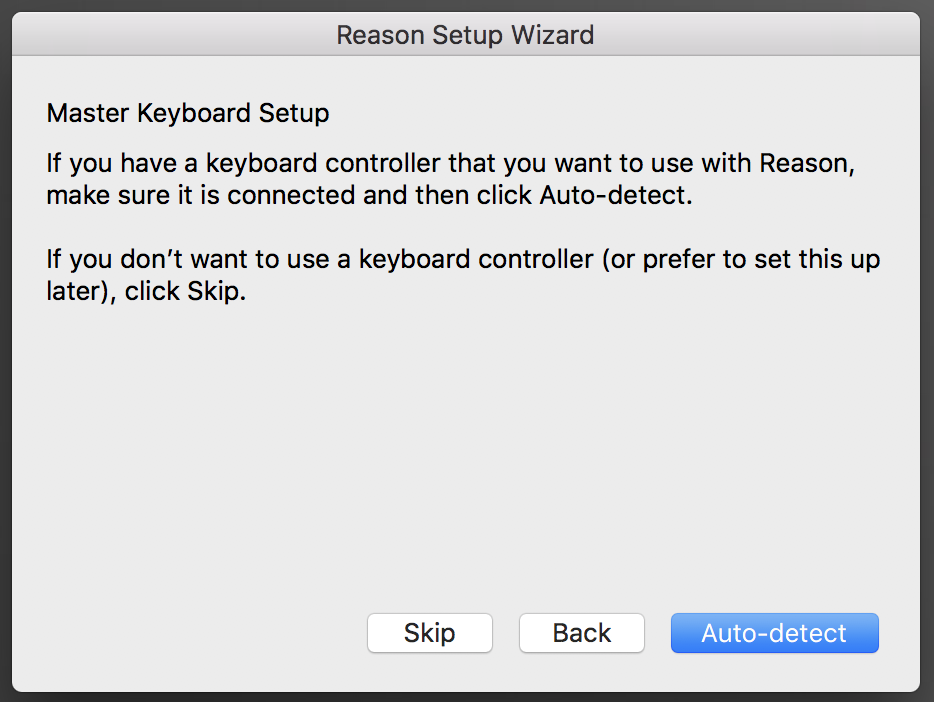 Reason Setup Wizard
Master Keyboard Setup
If you have a keyboard controller that you want to use with Reason,
make sure it is connected and then click Auto-detect.
If you don’t want to use a keyboard controller (or prefer to set this up
later), click Skip.
Skip
Back
Auto-detect